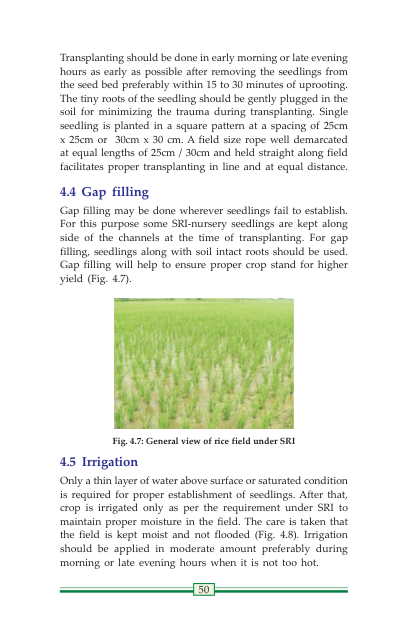 Transplanting should be done in early morning or late evening
hours as early as possible after removing the seedlings from
the seed bed preferably within 15 to 30 minutes of uprooting.
The tiny roots of the seedling should be gently plugged in the
soil for minimizing the trauma during transplanting. Single
seedling is planted in a square pattern at a spacing of 25cm
x 25cm or 30cm x 30 cm. A field size rope well demarcated
at equal lengths of 25cm / 30cm and held straight along field
facilitates proper transplanting in line and at equal distance.
4.4 Gap filling
Gap filling may be done wherever seedlings fail to establish.
For this purpose some SRI-nursery seedlings are kept along
side of the channels at the time of transplanting. For gap
filling, seedlings along with soil intact roots should be used.
Gap filling will help to ensure proper crop stand for higher
yield (Fig. 4.7).
Fig. 4.7: General view of rice field under SRI
4.5 Irrigation
Only a thin layer of water above surface or saturated condition
is required for proper establishment of seedlings. After that,
crop is irrigated only as per the requirement under SRI to
maintain proper moisture in the field. The care is taken that
the field is kept moist and not flooded (Fig. 4.8). Irrigation
should be applied in moderate amount preferably during
morning or late evening hours when it is not too hot.
50